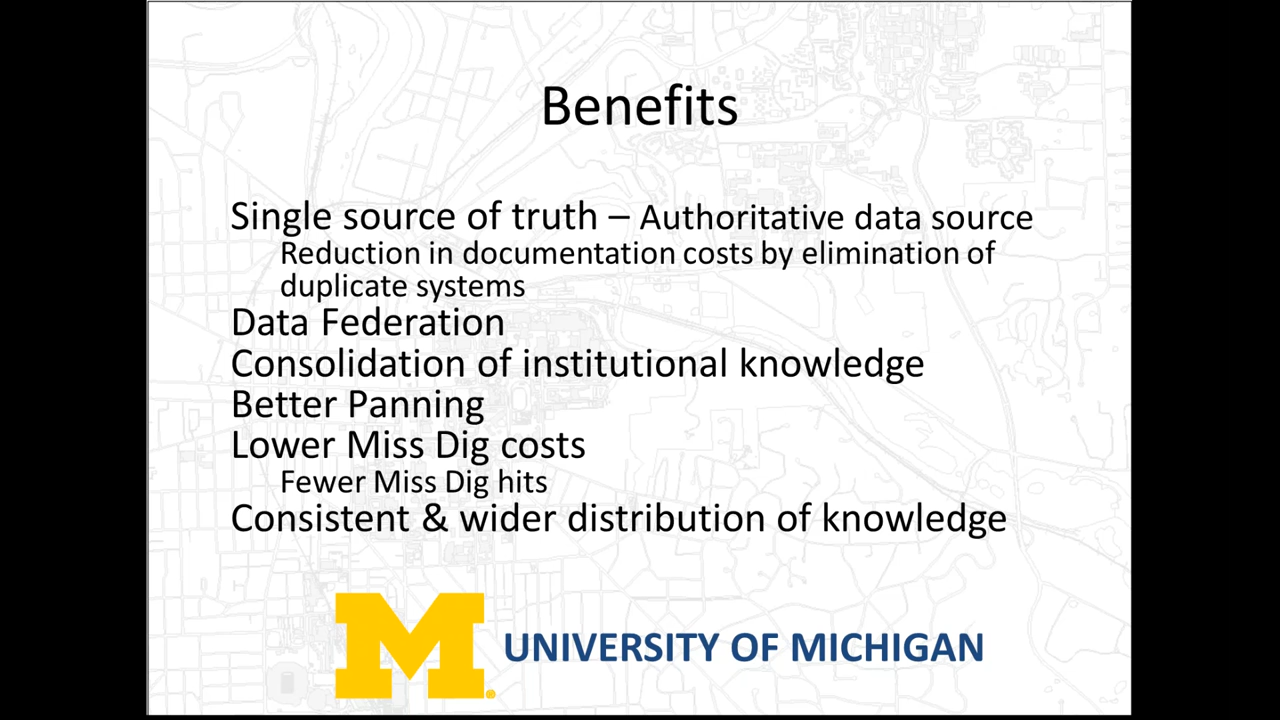 Benefits
Single source of truth – Authoritative data source
Reduction in documentation costs by elimination of
duplicate systems
Data Federation
Consolidation of institutional knowledge
Better Panning
Lower Miss Dig costs
Fewer Miss Dig hits
Consistent & wider distribution of knowledge
M® UNIVERSITY OF MICHIGAN